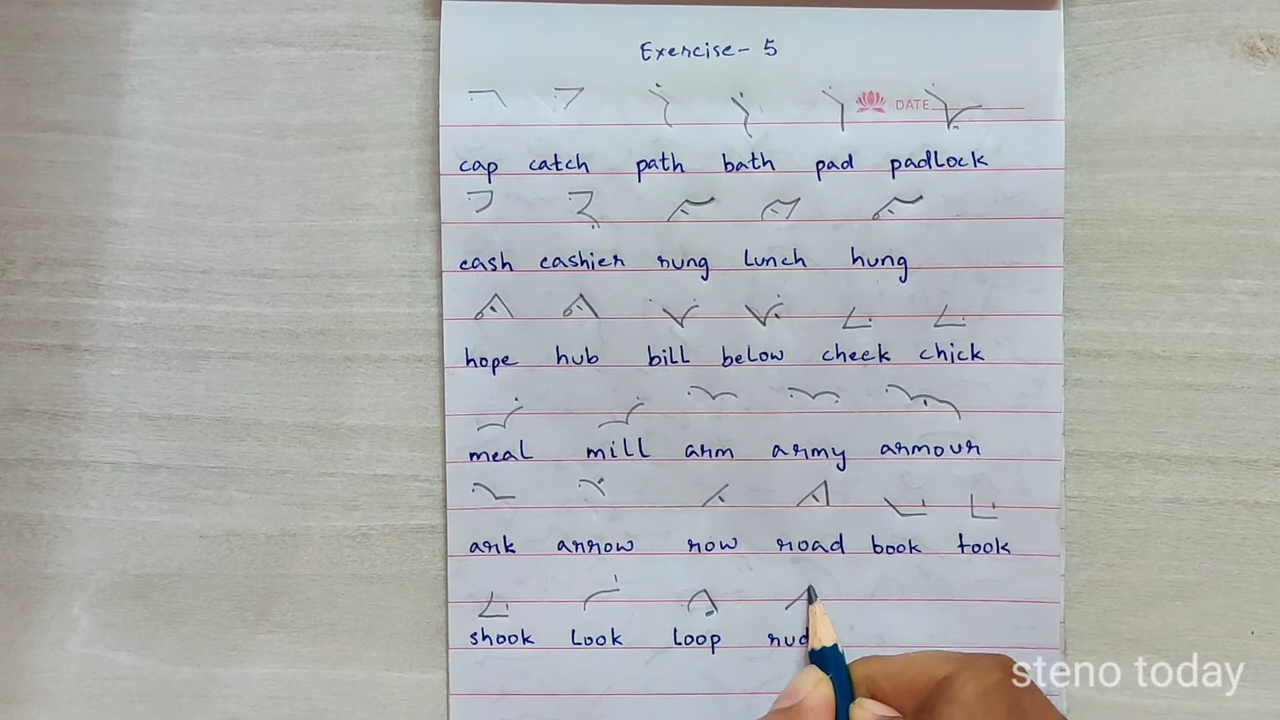 Exercise- 5
DATE
cap catch path bath pad padlock
cash cashier rung lunch hung
hope hub bill below cheek chick
meal mill arm army armour
ark arrow row road book took
shook look loop
steno today